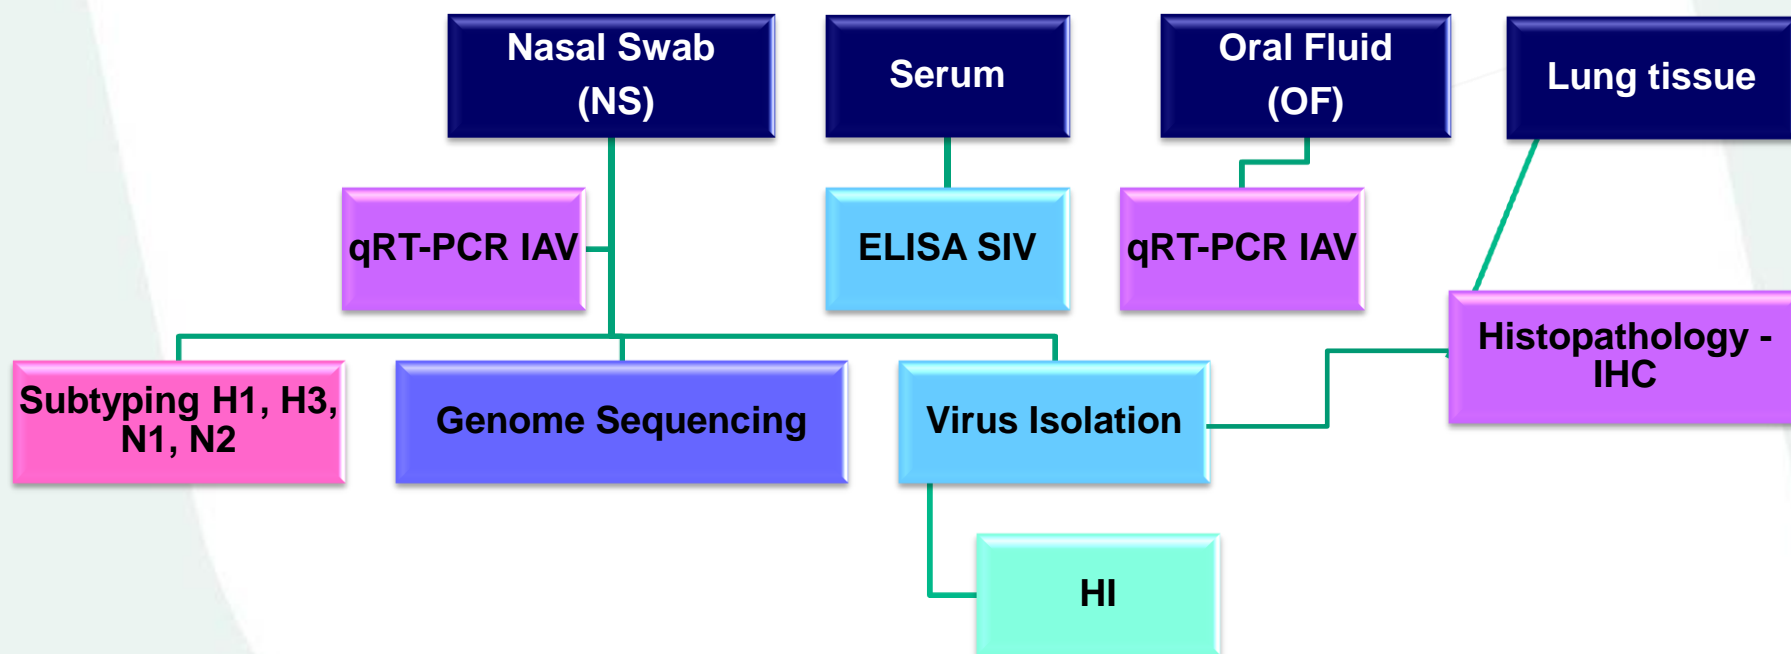 Nasal Swab
(NS)
Serum
Oral Fluid
(OF)
Lung tissue
qRT-PCR IAV
ELISA SIV
qRT-PCR IAV
Histopathology -
IHC
Subtyping H1, H3,
N1, N2
Genome Sequencing
Virus Isolation
HI